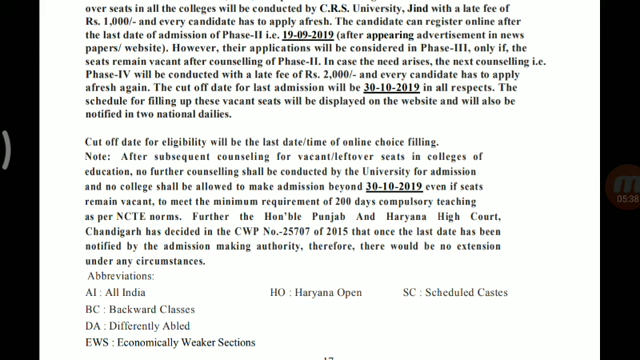 over seats in all the colleges will be conducted by C.R.S. University, Jind with a late fee of
Rs. 1,000/- and every candidate has to apply afresh. The candidate can register online after
the last date of admission of Phase-II i.e. 19-09-2019 (after appearing advertisement in news
papers/ website). However, their applications will be considered in Phase-III, only if, the
seats remain vacant after counselling of Phase-II. In case the need arises, the next counselling i.e.
Phase-IV will be conducted with a late fee of Rs. 2,000/- and every candidate has to apply
afresh again. The cut off date for last admission will be 30-10-2019 in all respects. The
schedule for filling up these vacant seats will be displayed on the website and will also be
notified in two national dailies.
Cut off date for eligibility will be the last date/time of online choice filling.
Note: After subsequent counseling for vacant/leftover seats in colleges of
education, no further counselling shall be conducted by the University for admission
and no college shall be allowed to make admission beyond 30-10-2019 even if seats
remain vacant, to meet the minimum requirement of 200 days compulsory teaching
as per NCTE norms. Further the Hon'ble Punjab And Haryana High Court,
Chandigarh has decided in the CWP No.-25707 of 2015 that once the last date has been
notified by the admission making authority, therefore, there would be no extension
under any circumstances.
Abbreviations:
AI : All India HO : Haryana Open SC : Scheduled Castes
BC : Backward Classes
DA : Differently Abled
EWS : Economically Weaker Sections
05:38